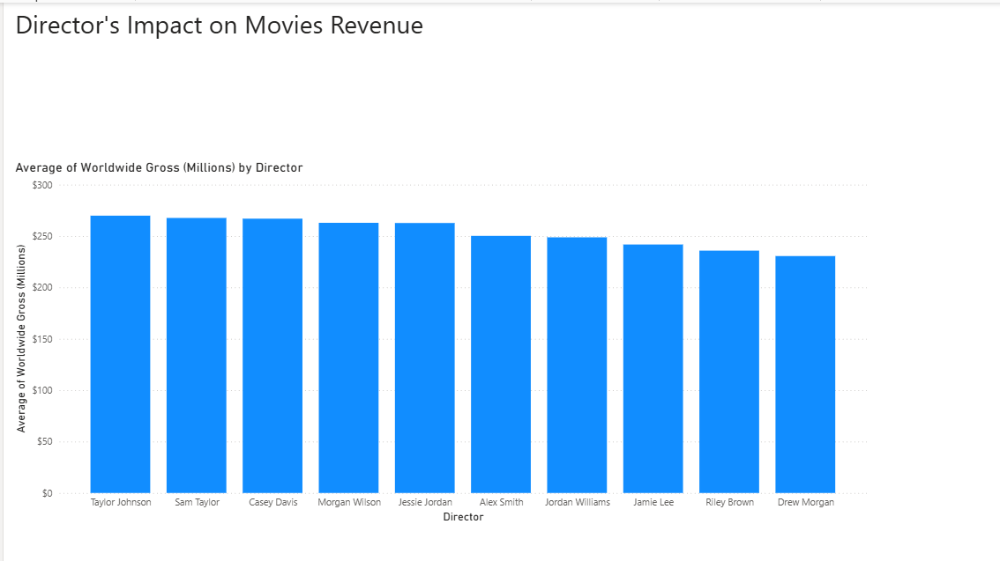 Director's Impact on Movies Revenue
Average of Worldwide Gross (Millions) by Director
Average of Worldwide Gross (Millions)
$300
$250
$200
$150
$100
$50
$0
Taylor Johnson Sam Taylor Casey Davis Morgan Wilson Jessie Jordan Alex Smith Jordan Williams Jamie Lee Riley Brown Drew Morgan
Director